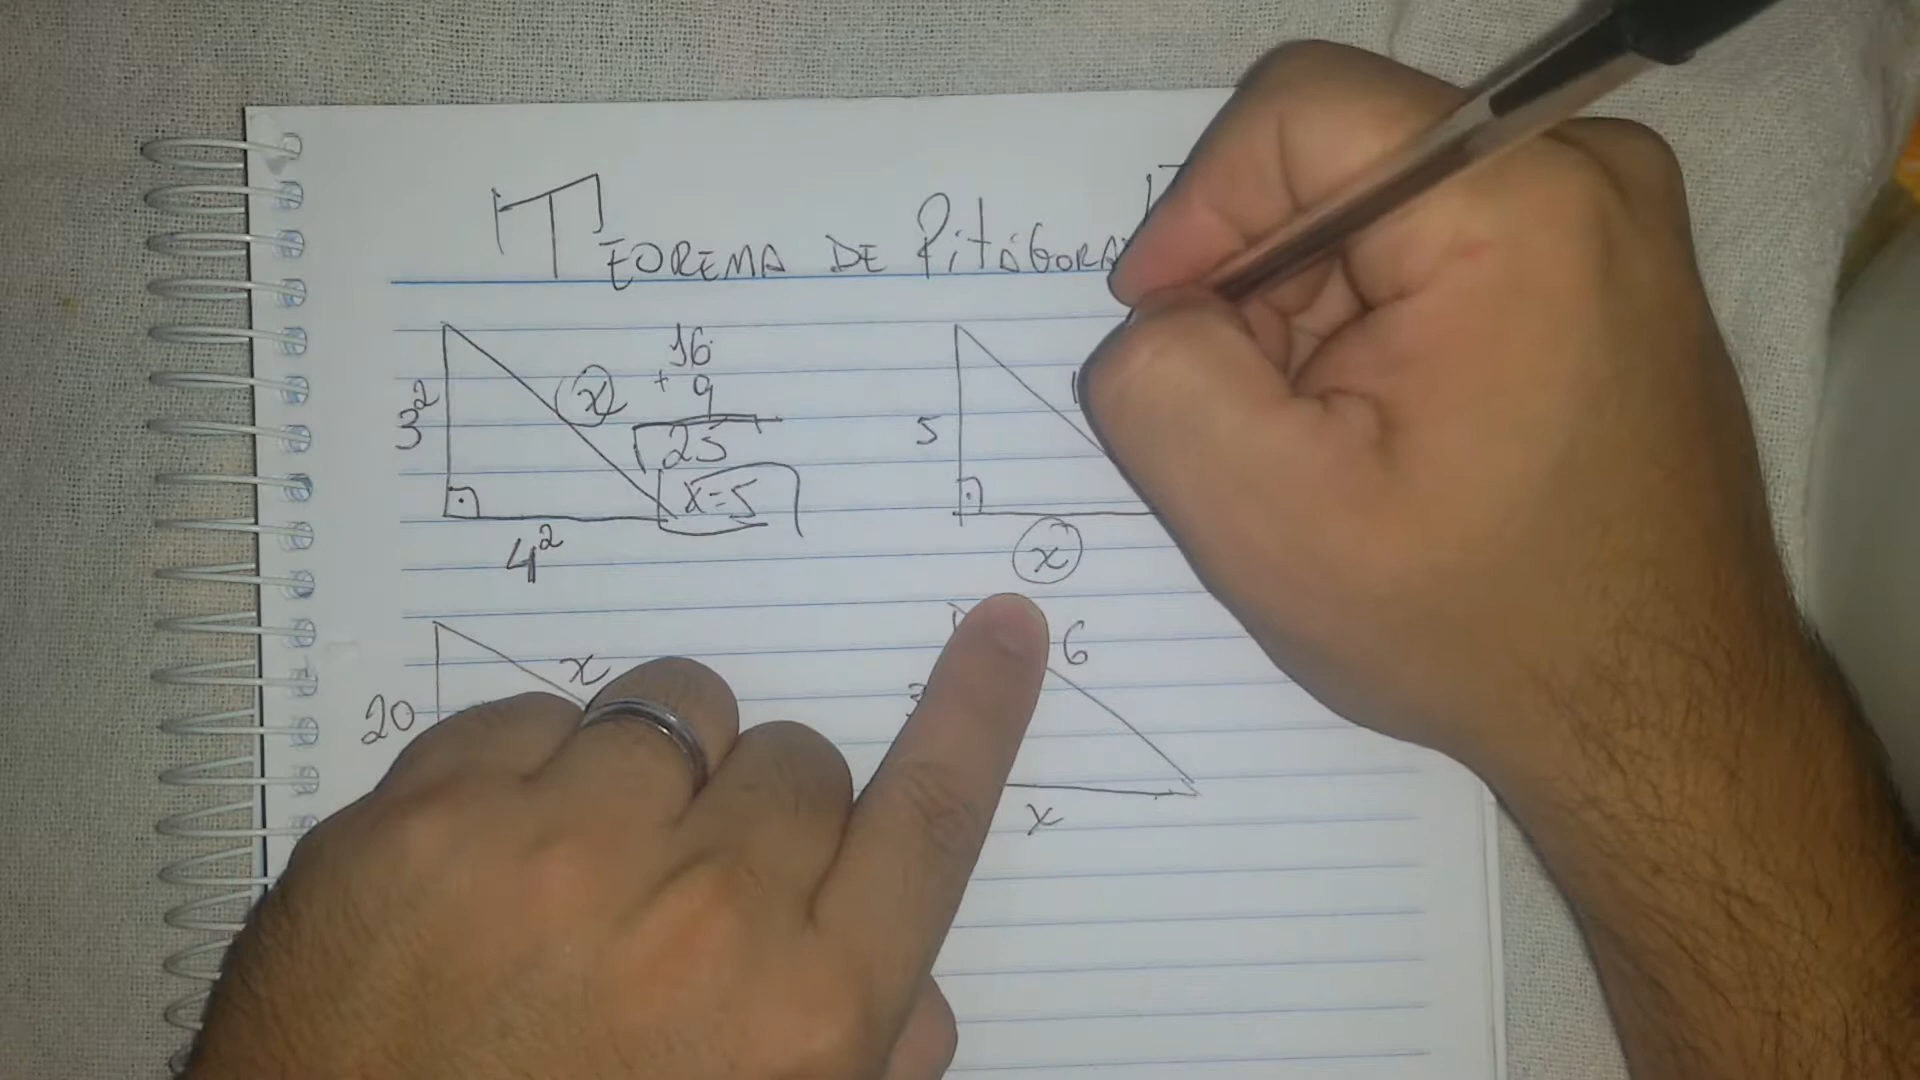 TEOREMA DE PitáGORA
3²
x
16
+ 9
25
x=5
4²
5
x
20
x
6
x